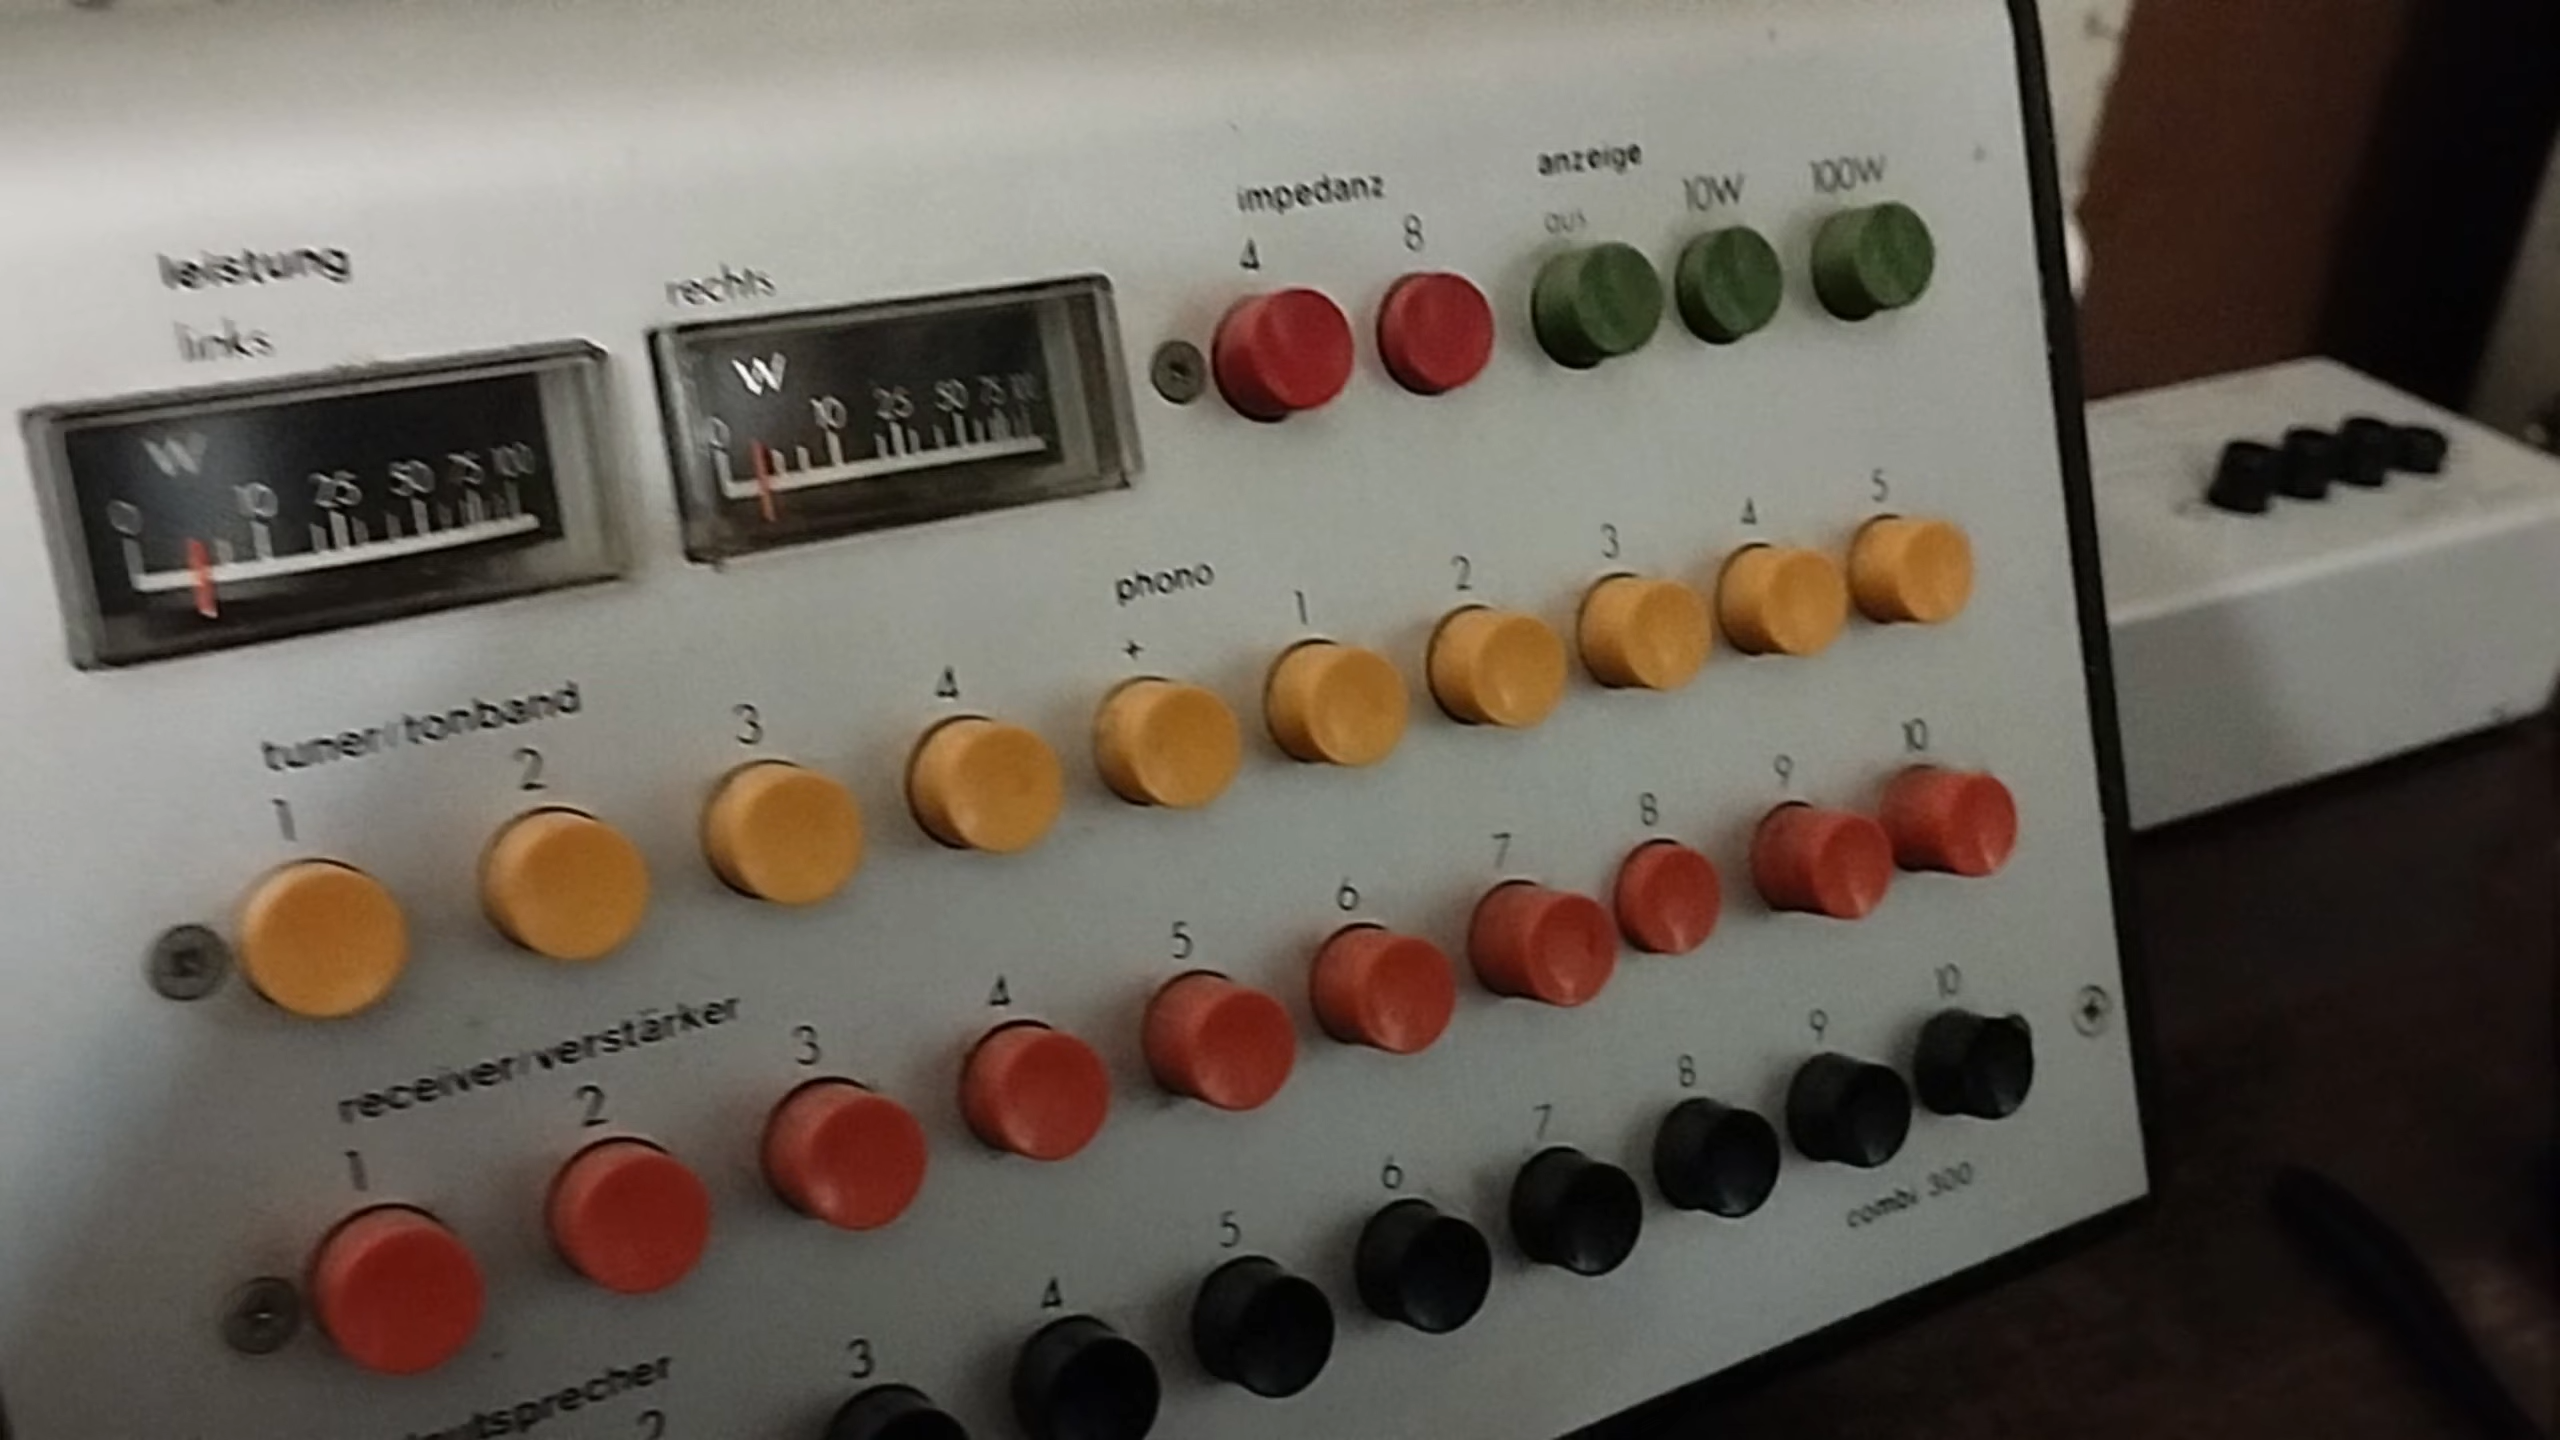 impedanz
4 8
anzeige
aus 10W 100W
leistung
links
W
0 10 25 50 75 100
rechts
W
0 10 25 50 75 100
tuner/tonband
1 2 3 4
phono
+ 1 2 3 4 5
receiver/verstärker
1 2 3 4 5 6 7 8 9 10
2 3 4 5 6 7 8 9 10
combi 300